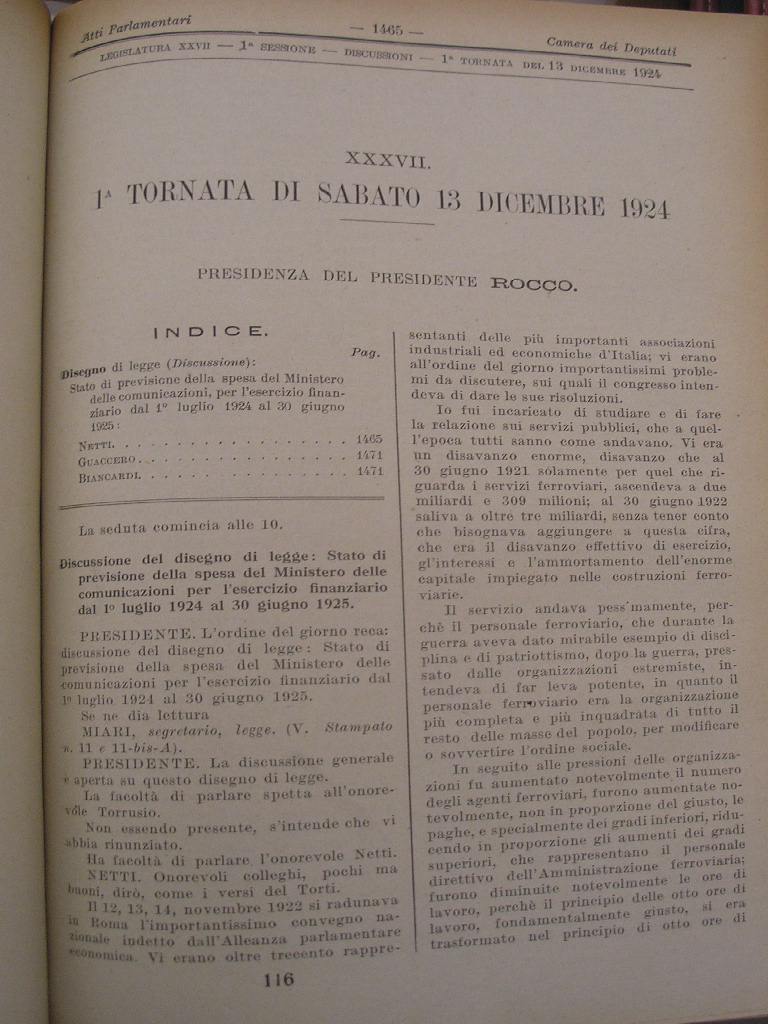 Atti Parlamentari — 1465 — Camera dei Deputati
LEGISLATURA XXVII — 1ª SESSIONE — DISCUSSIONI — 1ª TORNATA DEL 13 DICEMBRE 1924
XXXVII.
1ª TORNATA DI SABATO 13 DICEMBRE 1924
PRESIDENZA DEL PRESIDENTE ROCCO.
INDICE.
Pag.
Disegno di legge (Discussione):
Stato di previsione della spesa del Ministero
delle comunicazioni, per l'esercizio finan-
ziario dal 1º luglio 1924 al 30 giugno
1925:
NETTI. . . . . . . . . . . . . . . . . 1465
GUACCERO . . . . . . . . . . . . . . . 1471
BIANCARDI. . . . . . . . . . . . . . . 1471
La seduta comincia alle 10.
Discussione del disegno di legge: Stato di
previsione della spesa del Ministero delle
comunicazioni per l'esercizio finanziario
dal 1º luglio 1924 al 30 giugno 1925.
PRESIDENTE. L'ordine del giorno reca:
discussione del disegno di legge: Stato di
previsione della spesa del Ministero delle
comunicazioni per l'esercizio finanziario dal
1º luglio 1924 al 30 giugno 1925.
Se ne dia lettura
MIARI, segretario, legge. (V. Stampato
n. 11 e 11-bis-A).
PRESIDENTE. La discussione generale
e aperta su questo disegno di legge.
La facoltà di parlare spetta all'onore-
vole Torrusio.
Non essendo presente, s'intende che vi
abbia rinunziato.
Ha facoltà di parlare l'onorevole Netti.
NETTI. Onorevoli colleghi, pochi ma
buoni, dirò, come i versi del Torti.
Il 12, 13, 14, novembre 1922 si radunava
in Roma l'importantissimo convegno na-
zionale indetto dall'Alleanza parlamentare
economica. Vi erano oltre trecento rappre-
116
sentanti delle più importanti associazioni
industriali ed economiche d'Italia; vi erano
all'ordine del giorno importantissimi proble-
mi da discutere, sui quali il congresso inten-
deva di dare le sue risoluzioni.
Io fui incaricato di studiare e di fare
la relazione sui servizi pubblici, che a quel-
l'epoca tutti sanno come andavano. Vi era
un disavanzo enorme, disavanzo che al
30 giugno 1921 solamente per quel che ri-
guarda i servizi ferroviari, ascendeva a due
miliardi e 309 milioni; al 30 giugno 1922
saliva a oltre tre miliardi, senza tener conto
che bisognava aggiungere a questa cifra,
che era il disavanzo effettivo di esercizio,
gl'interessi e l'ammortamento dell'enorme
capitale impiegato nelle costruzioni ferro-
viarie.
Il servizio andava pess mamente, per-
chè il personale ferroviario, che durante la
guerra aveva dato mirabile esempio di disci-
plina e di patriottismo, dopo la guerra, pres-
sato dalle organizzazioni estremiste, in-
tendeva di far leva potente, in quanto il
personale ferroviario era la organizzazione
più completa e più inquadrata di tutto il
resto delle masse del popolo, per modificare
o sovvertire l'ordine sociale.
In seguito alle pressioni delle organizza-
zioni fu aumentato notevolmente il numero
degli agenti ferroviari, furono aumentate no-
tevolmente, non in proporzione del giusto, le
paghe, e specialmente dei gradi inferiori, ridu-
cendo in proporzione gli aumenti dei gradi
superiori, che rappresentano il personale
direttivo dell'Amministrazione ferroviaria;
furono diminuite notevolmente le ore di
lavoro, perchè il principio delle otto ore di
lavoro, fondamentalmente giusto, si era
trasformato nel principio di otto ore di